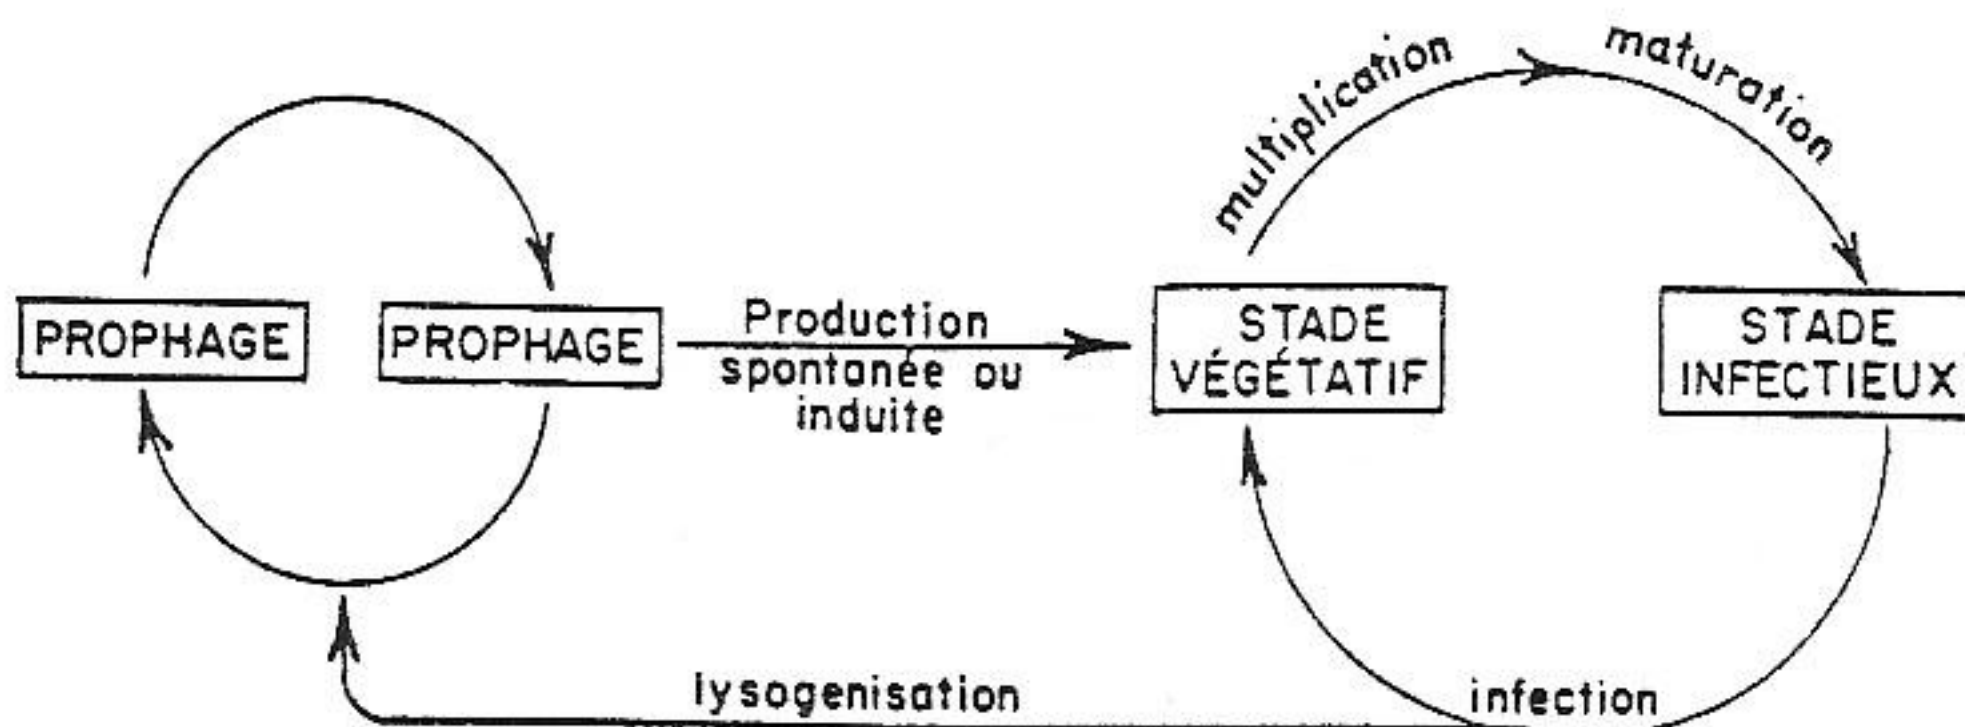 multiplication
maturation
PROPHAGE
PROPHAGE
Production
spontanée ou
induite
STADE
VÉGÉTATIF
STADE
INFECTIEUX
lysogenisation
infection